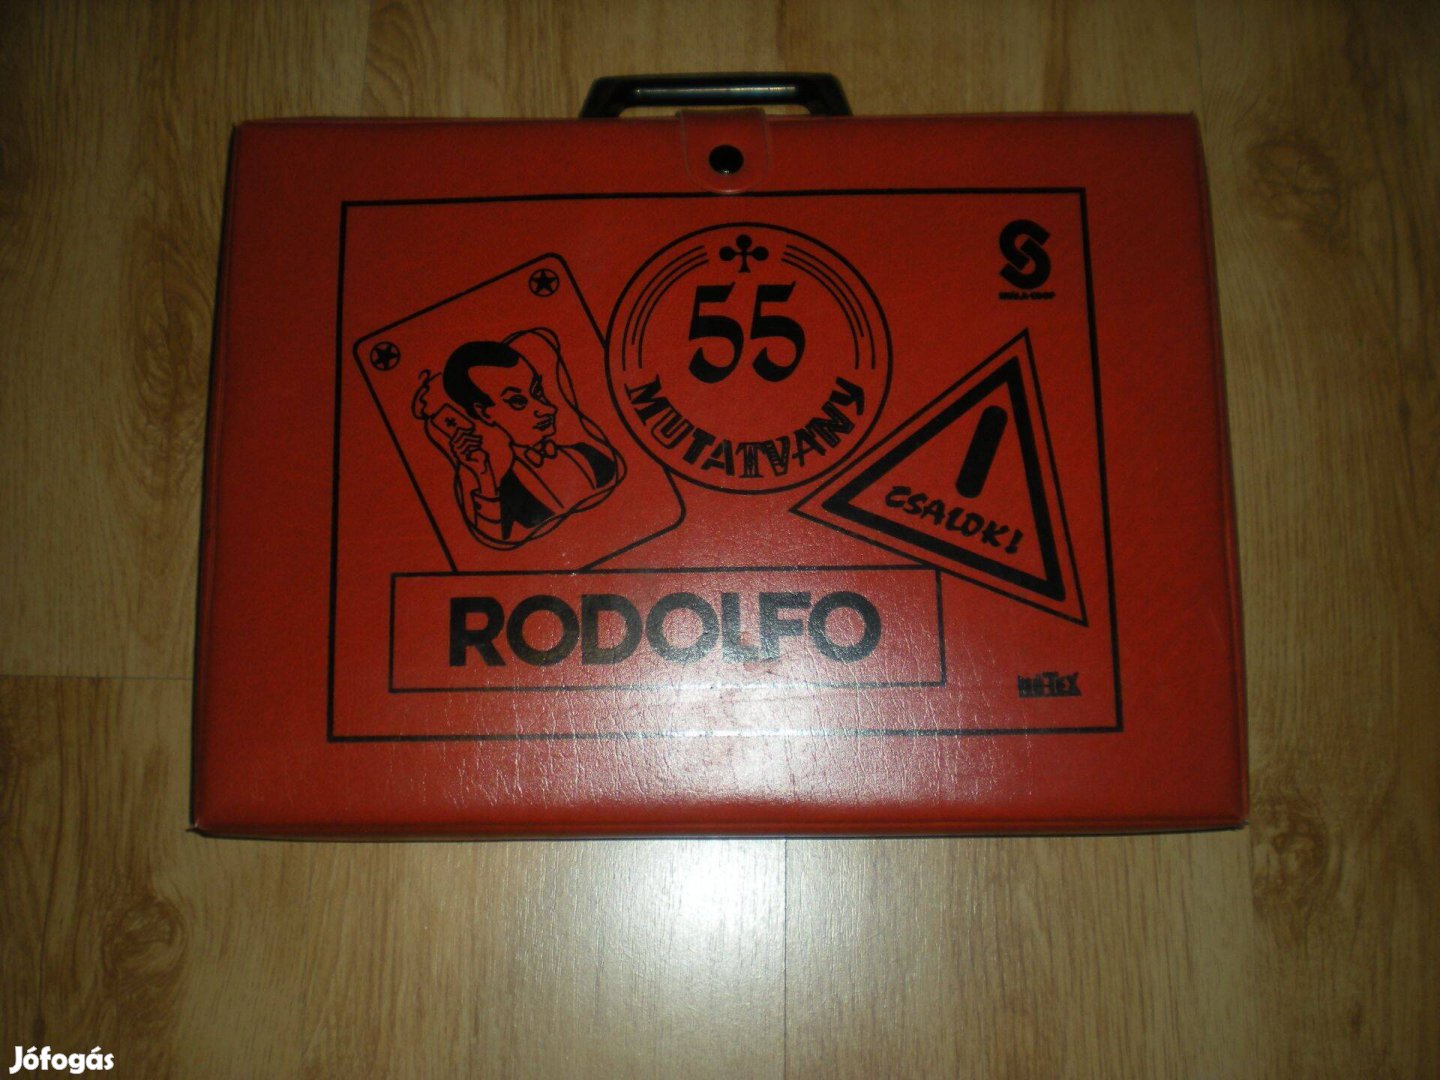 55
MUTATVANY
CSALOK!
RODOLFO
Jófogás